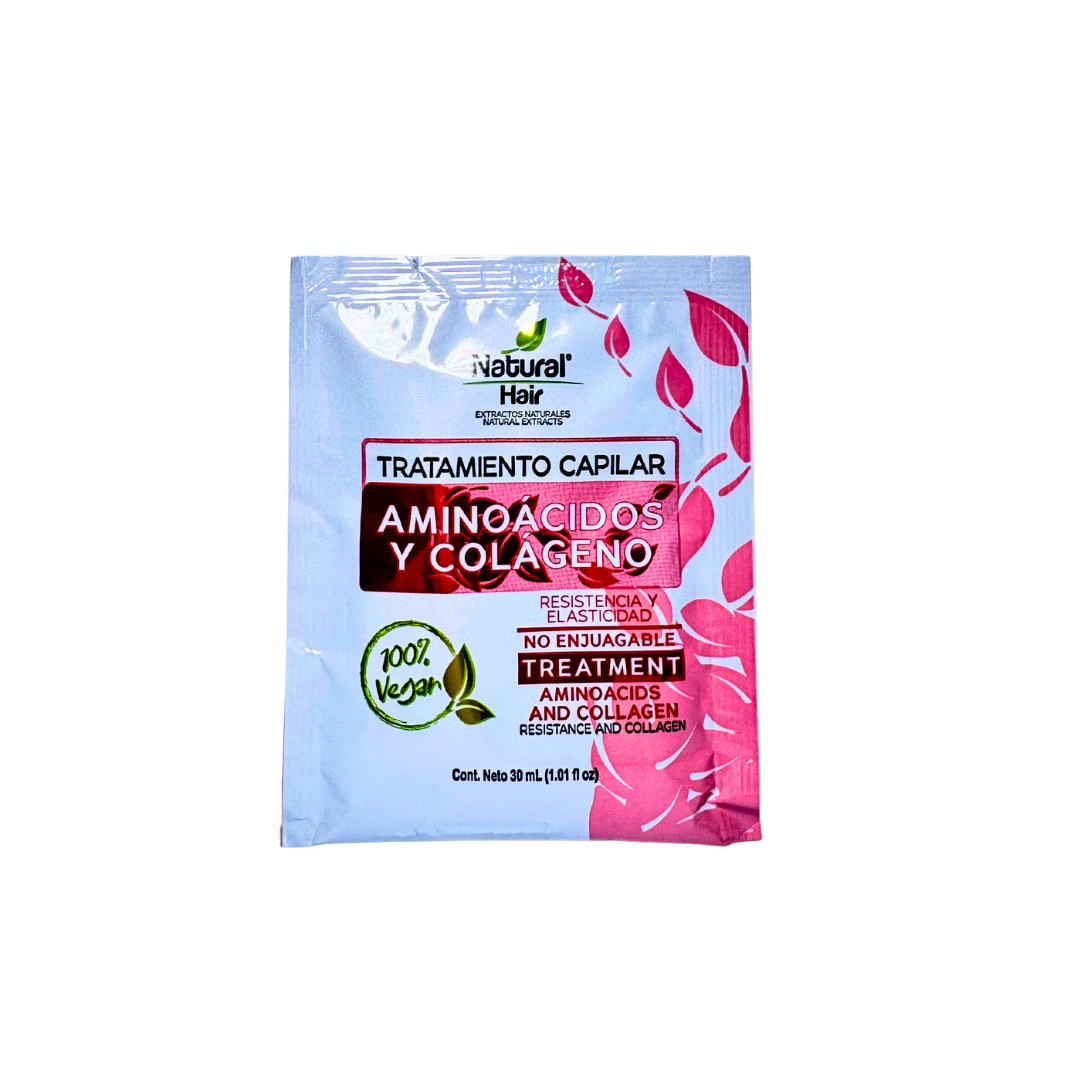 Natural®
Hair
EXTRACTOS NATURALES
NATURAL EXTRACTS
TRATAMIENTO CAPILAR
AMINOÁCIDOS
Y COLÁGENO
RESISTENCIA Y
ELASTICIDAD
NO ENJUAGABLE
TREATMENT
AMINOACIDS
AND COLLAGEN
RESISTANCE AND COLLAGEN
100%
Vegan
Cont. Neto 30 mL (1.01 fl oz)